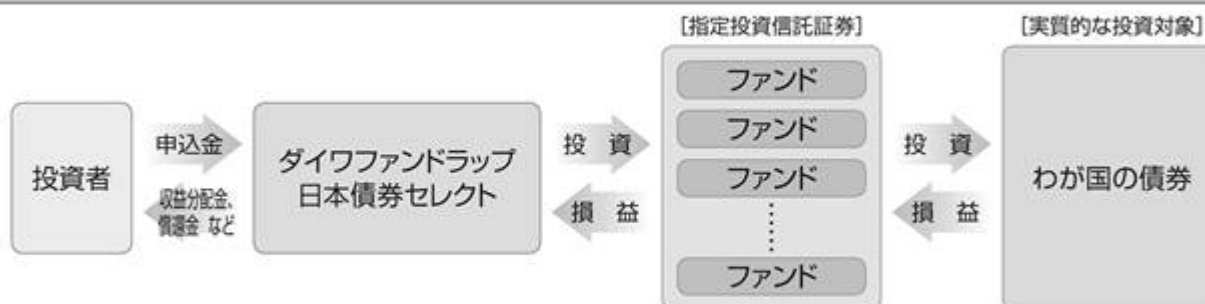 [指定投資信託証券]
[実質的な投資対象]
投資者
申込金
収益分配金、
償還金 など
ダイワファンドラップ
日本債券セレクト
投 資
損 益
ファンド
ファンド
ファンド
ファンド
投 資
損 益
わが国の債券